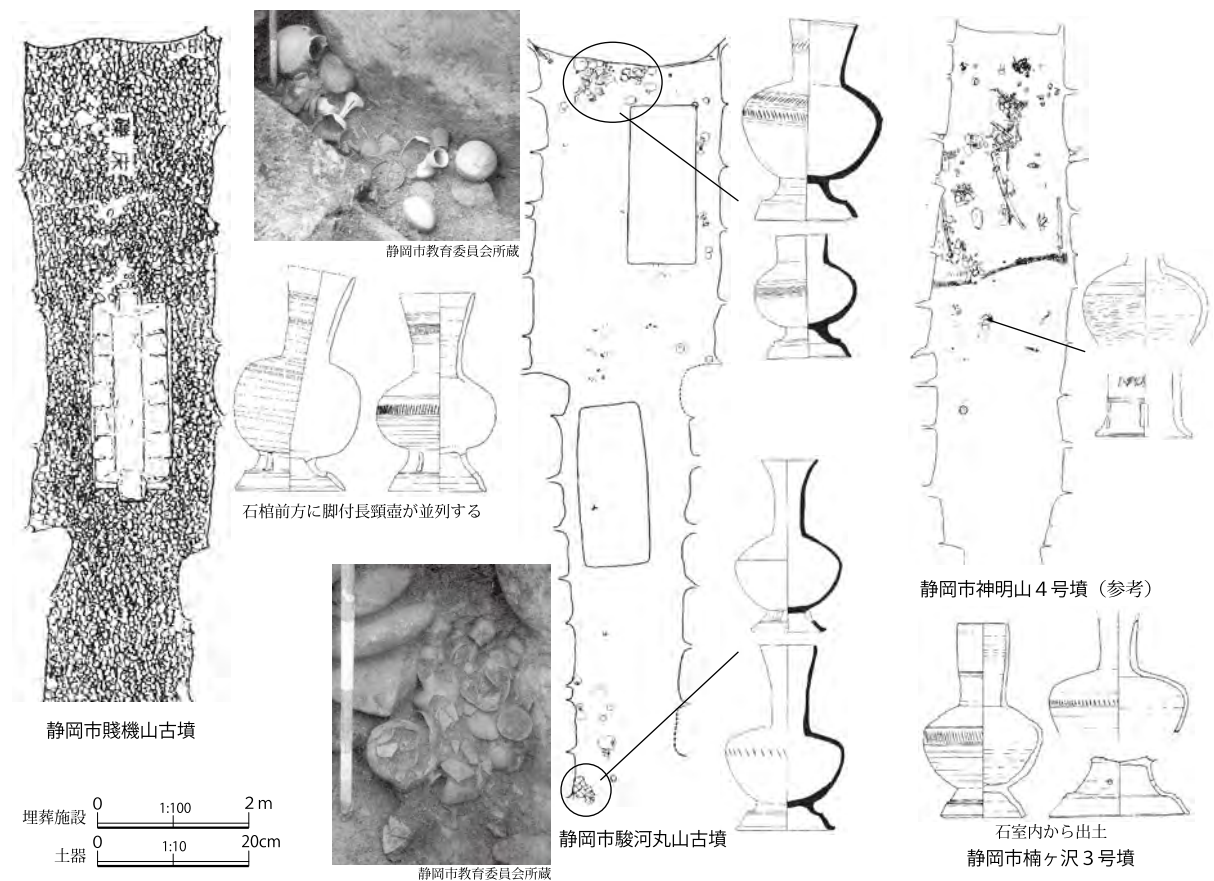 礫床
静岡市教育委員会所蔵
石棺前方に脚付長頸壺が並列する
静岡市賤機山古墳
静岡市神明山4号墳（参考）
埋葬施設 0 1:100 2 m
土器 0 1:10 20cm
静岡市教育委員会所蔵
静岡市駿河丸山古墳
石室内から出土
静岡市楠ヶ沢3号墳